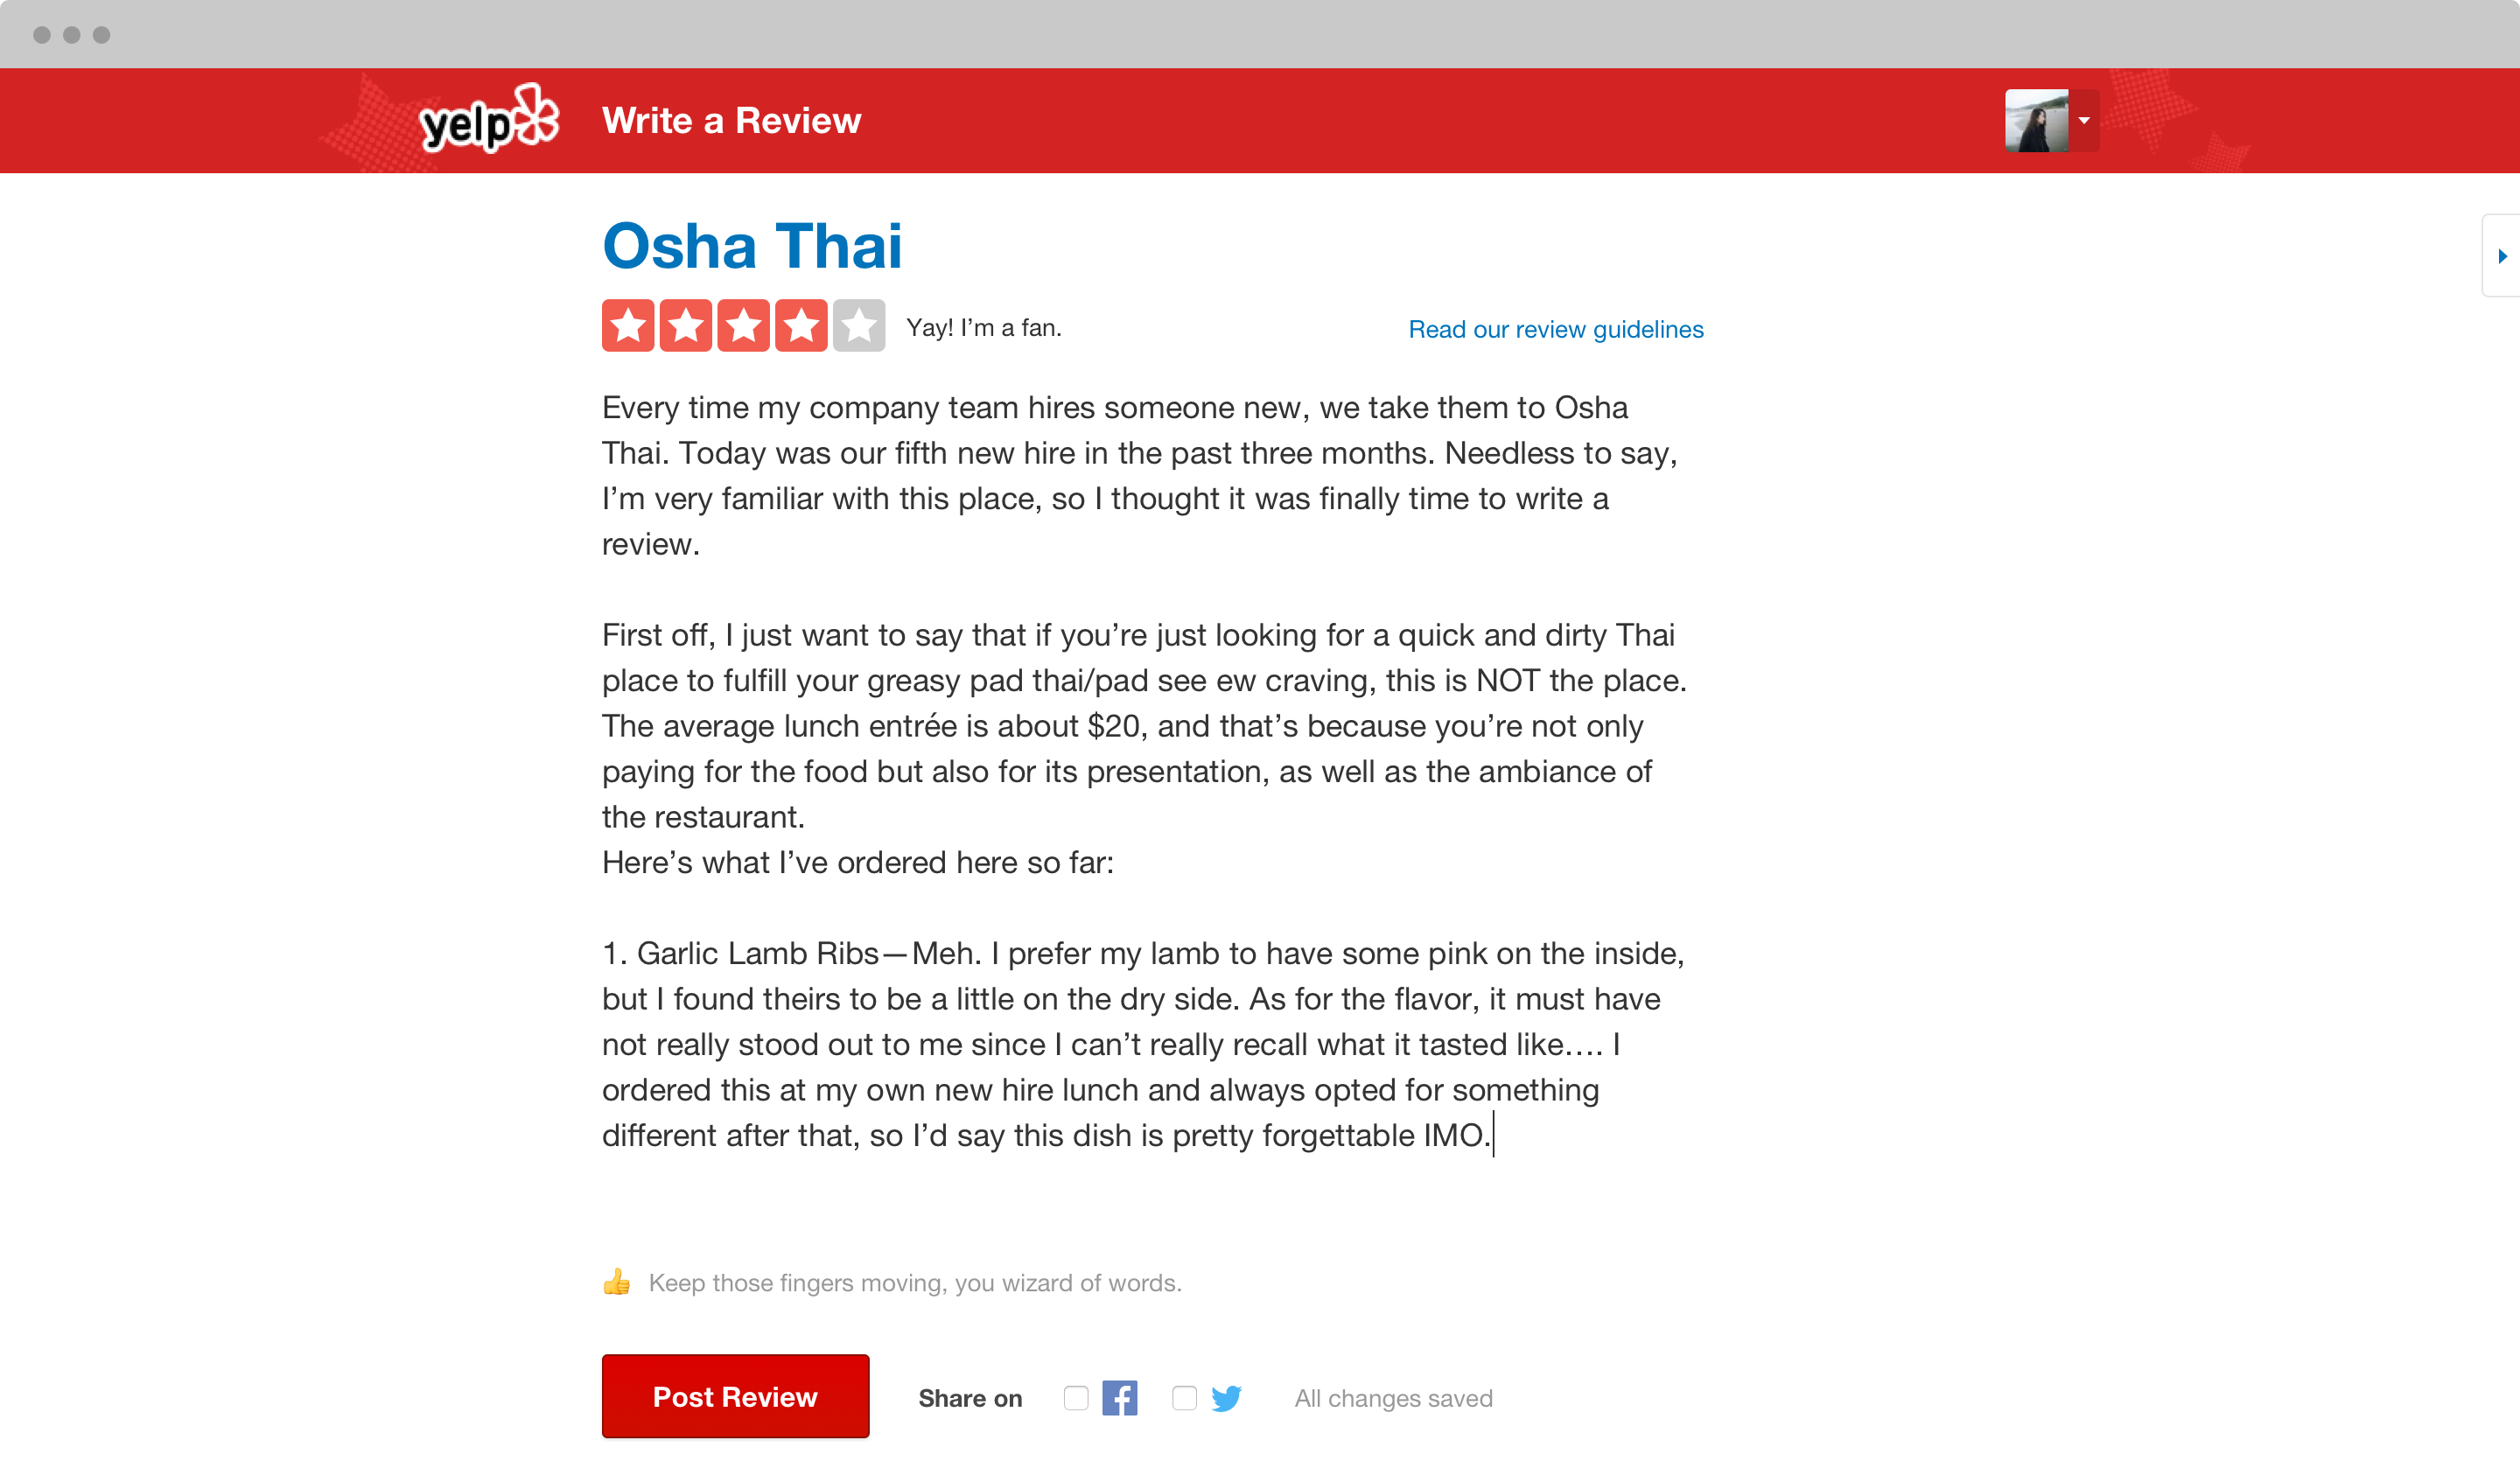 yelp Write a Review
Osha Thai
Yay! I’m a fan. Read our review guidelines
Every time my company team hires someone new, we take them to Osha
Thai. Today was our fifth new hire in the past three months. Needless to say,
I’m very familiar with this place, so I thought it was finally time to write a
review.
First off, I just want to say that if you’re just looking for a quick and dirty Thai
place to fulfill your greasy pad thai/pad see ew craving, this is NOT the place.
The average lunch entrée is about $20, and that’s because you’re not only
paying for the food but also for its presentation, as well as the ambiance of
the restaurant.
Here’s what I’ve ordered here so far:
1. Garlic Lamb Ribs—Meh. I prefer my lamb to have some pink on the inside,
but I found theirs to be a little on the dry side. As for the flavor, it must have
not really stood out to me since I can’t really recall what it tasted like…. I
ordered this at my own new hire lunch and always opted for something
different after that, so I’d say this dish is pretty forgettable IMO.
Keep those fingers moving, you wizard of words.
Post Review Share on All changes saved